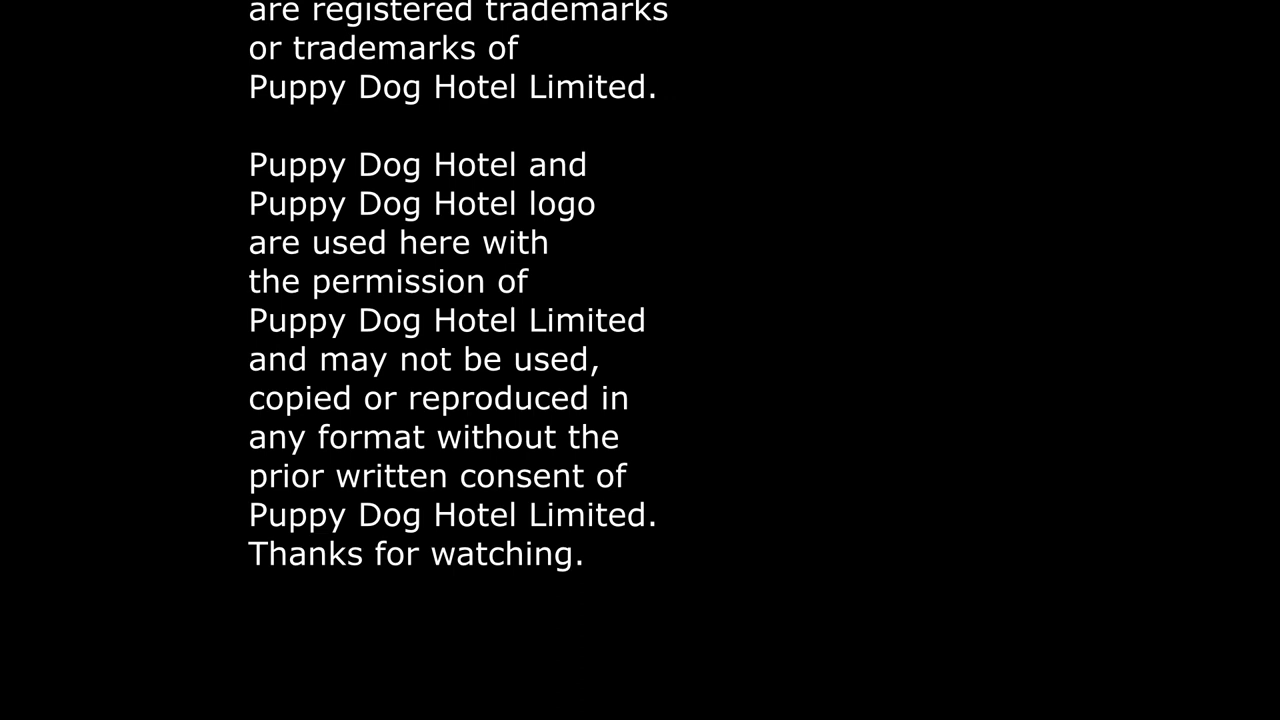 are registered trademarks
or trademarks of
Puppy Dog Hotel Limited.
Puppy Dog Hotel and
Puppy Dog Hotel logo
are used here with
the permission of
Puppy Dog Hotel Limited
and may not be used,
copied or reproduced in
any format without the
prior written consent of
Puppy Dog Hotel Limited.
Thanks for watching.